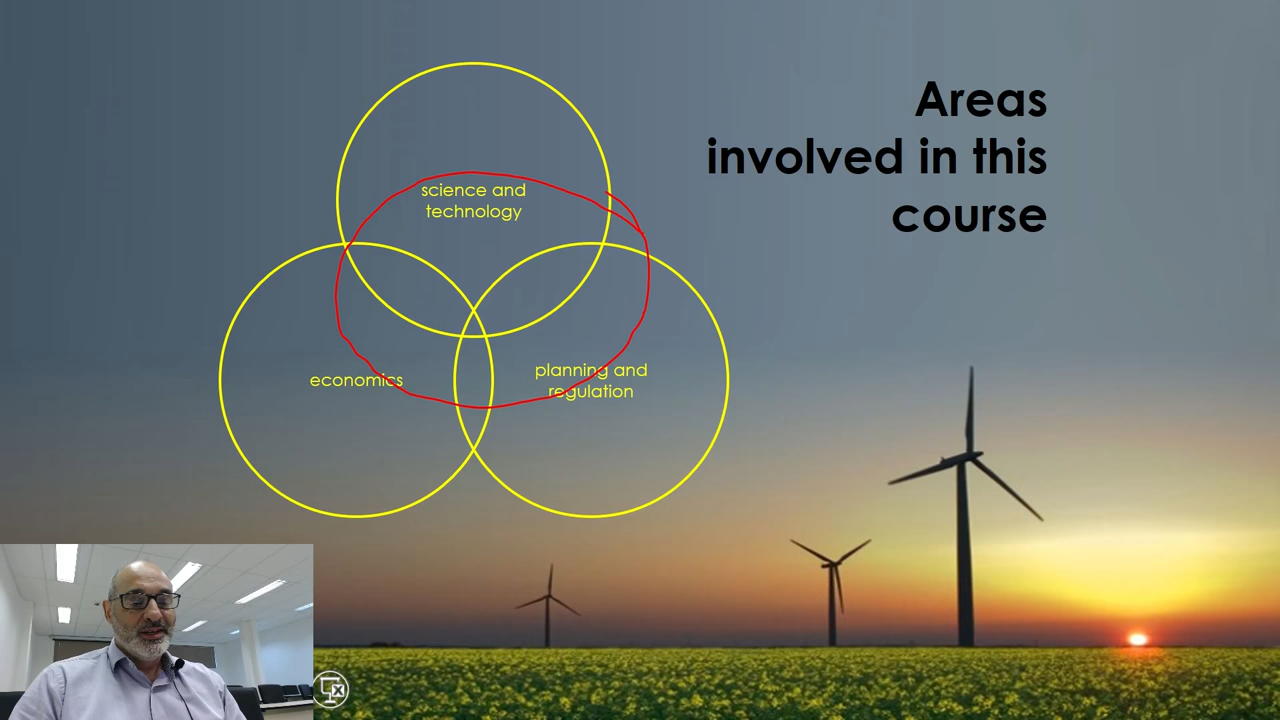 Areas
involved in this
course
science and
technology
economics
planning and
regulation